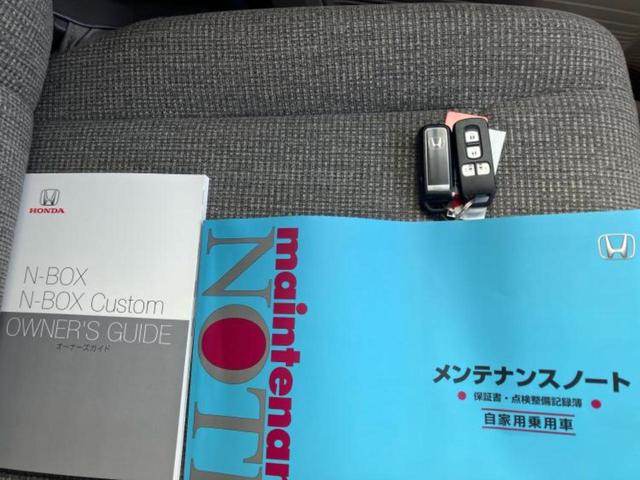 HONDA
N-BOX
N-BOX Custom
OWNER'S GUIDE
オーナーズガイド
maintenan
NOT
メンテナンスノート
保証書・点検整備記録簿
自家用乗用車